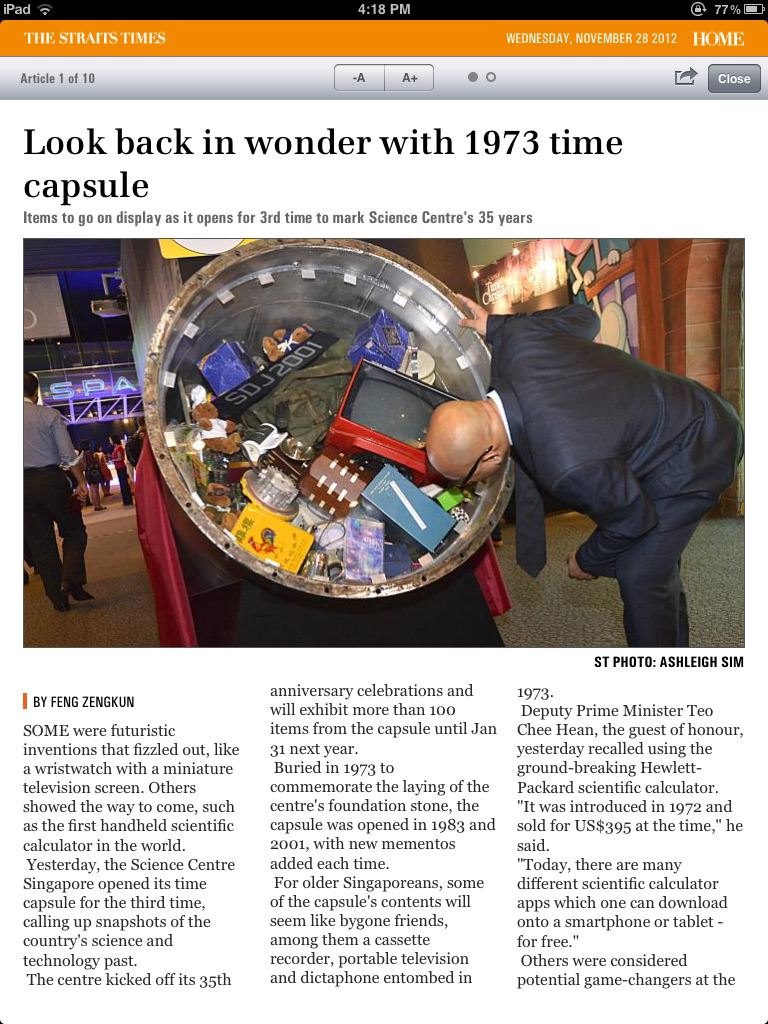 iPad
4:18 PM
77%
THE STRAITS TIMES
WEDNESDAY, NOVEMBER 28 2012
HOME
Article 1 of 10
-A
A+
Close
Look back in wonder with 1973 time
capsule
Items to go on display as it opens for 3rd time to mark Science Centre's 35 years
SPA
SDJ2001
ST PHOTO: ASHLEIGH SIM
BY FENG ZENGKUN
SOME were futuristic
inventions that fizzled out, like
a wristwatch with a miniature
television screen. Others
showed the way to come, such
as the first handheld scientific
calculator in the world.
Yesterday, the Science Centre
Singapore opened its time
capsule for the third time,
calling up snapshots of the
country's science and
technology past.
The centre kicked off its 35th
anniversary celebrations and
will exhibit more than 100
items from the capsule until Jan
31 next year.
Buried in 1973 to
commemorate the laying of the
centre's foundation stone, the
capsule was opened in 1983 and
2001, with new mementos
added each time.
For older Singaporeans, some
of the capsule's contents will
seem like bygone friends,
among them a cassette
recorder, portable television
and dictaphone entombed in
1973.
Deputy Prime Minister Teo
Chee Hean, the guest of honour,
yesterday recalled using the
ground-breaking Hewlett-
Packard scientific calculator.
"It was introduced in 1972 and
sold for US$395 at the time," he
said.
"Today, there are many
different scientific calculator
apps which one can download
onto a smartphone or tablet -
for free."
Others were considered
potential game-changers at the